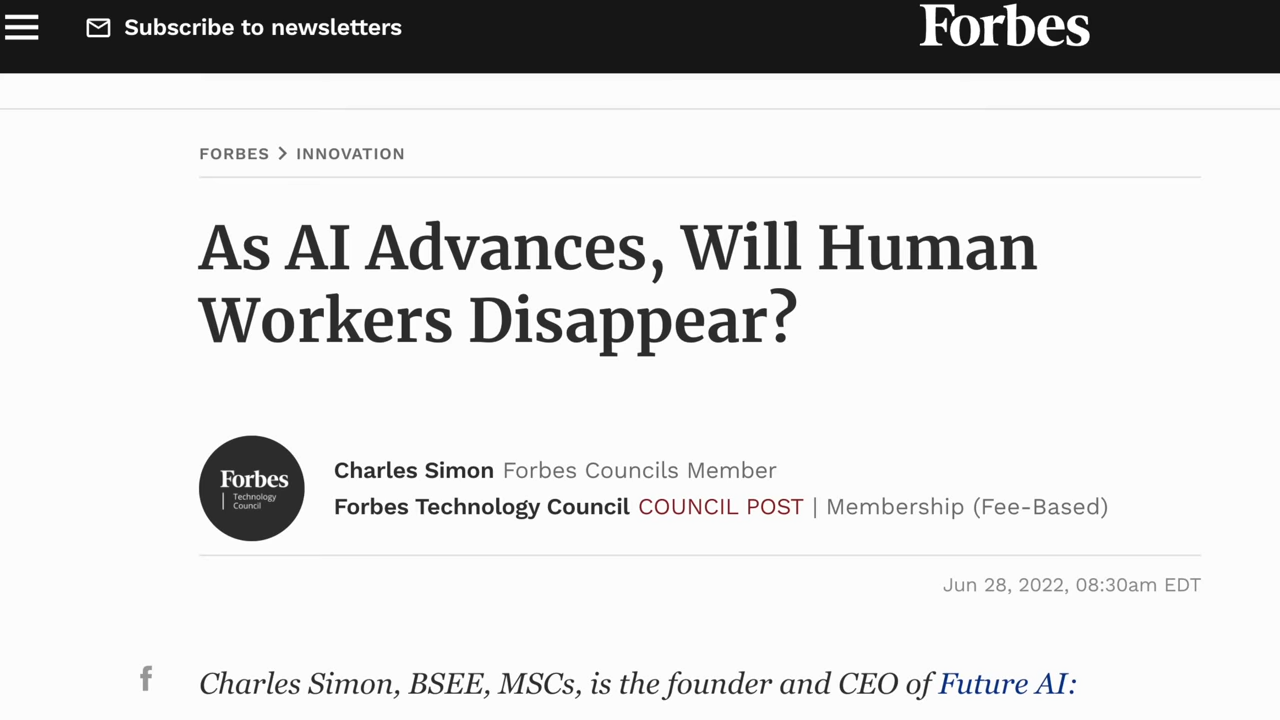 Subscribe to newsletters
Forbes
FORBES > INNOVATION
As AI Advances, Will Human
Workers Disappear?
Forbes
Technology
Council
Charles Simon Forbes Councils Member
Forbes Technology Council COUNCIL POST | Membership (Fee-Based)
Jun 28, 2022, 08:30am EDT
f
Charles Simon, BSEE, MSCs, is the founder and CEO of Future AI: